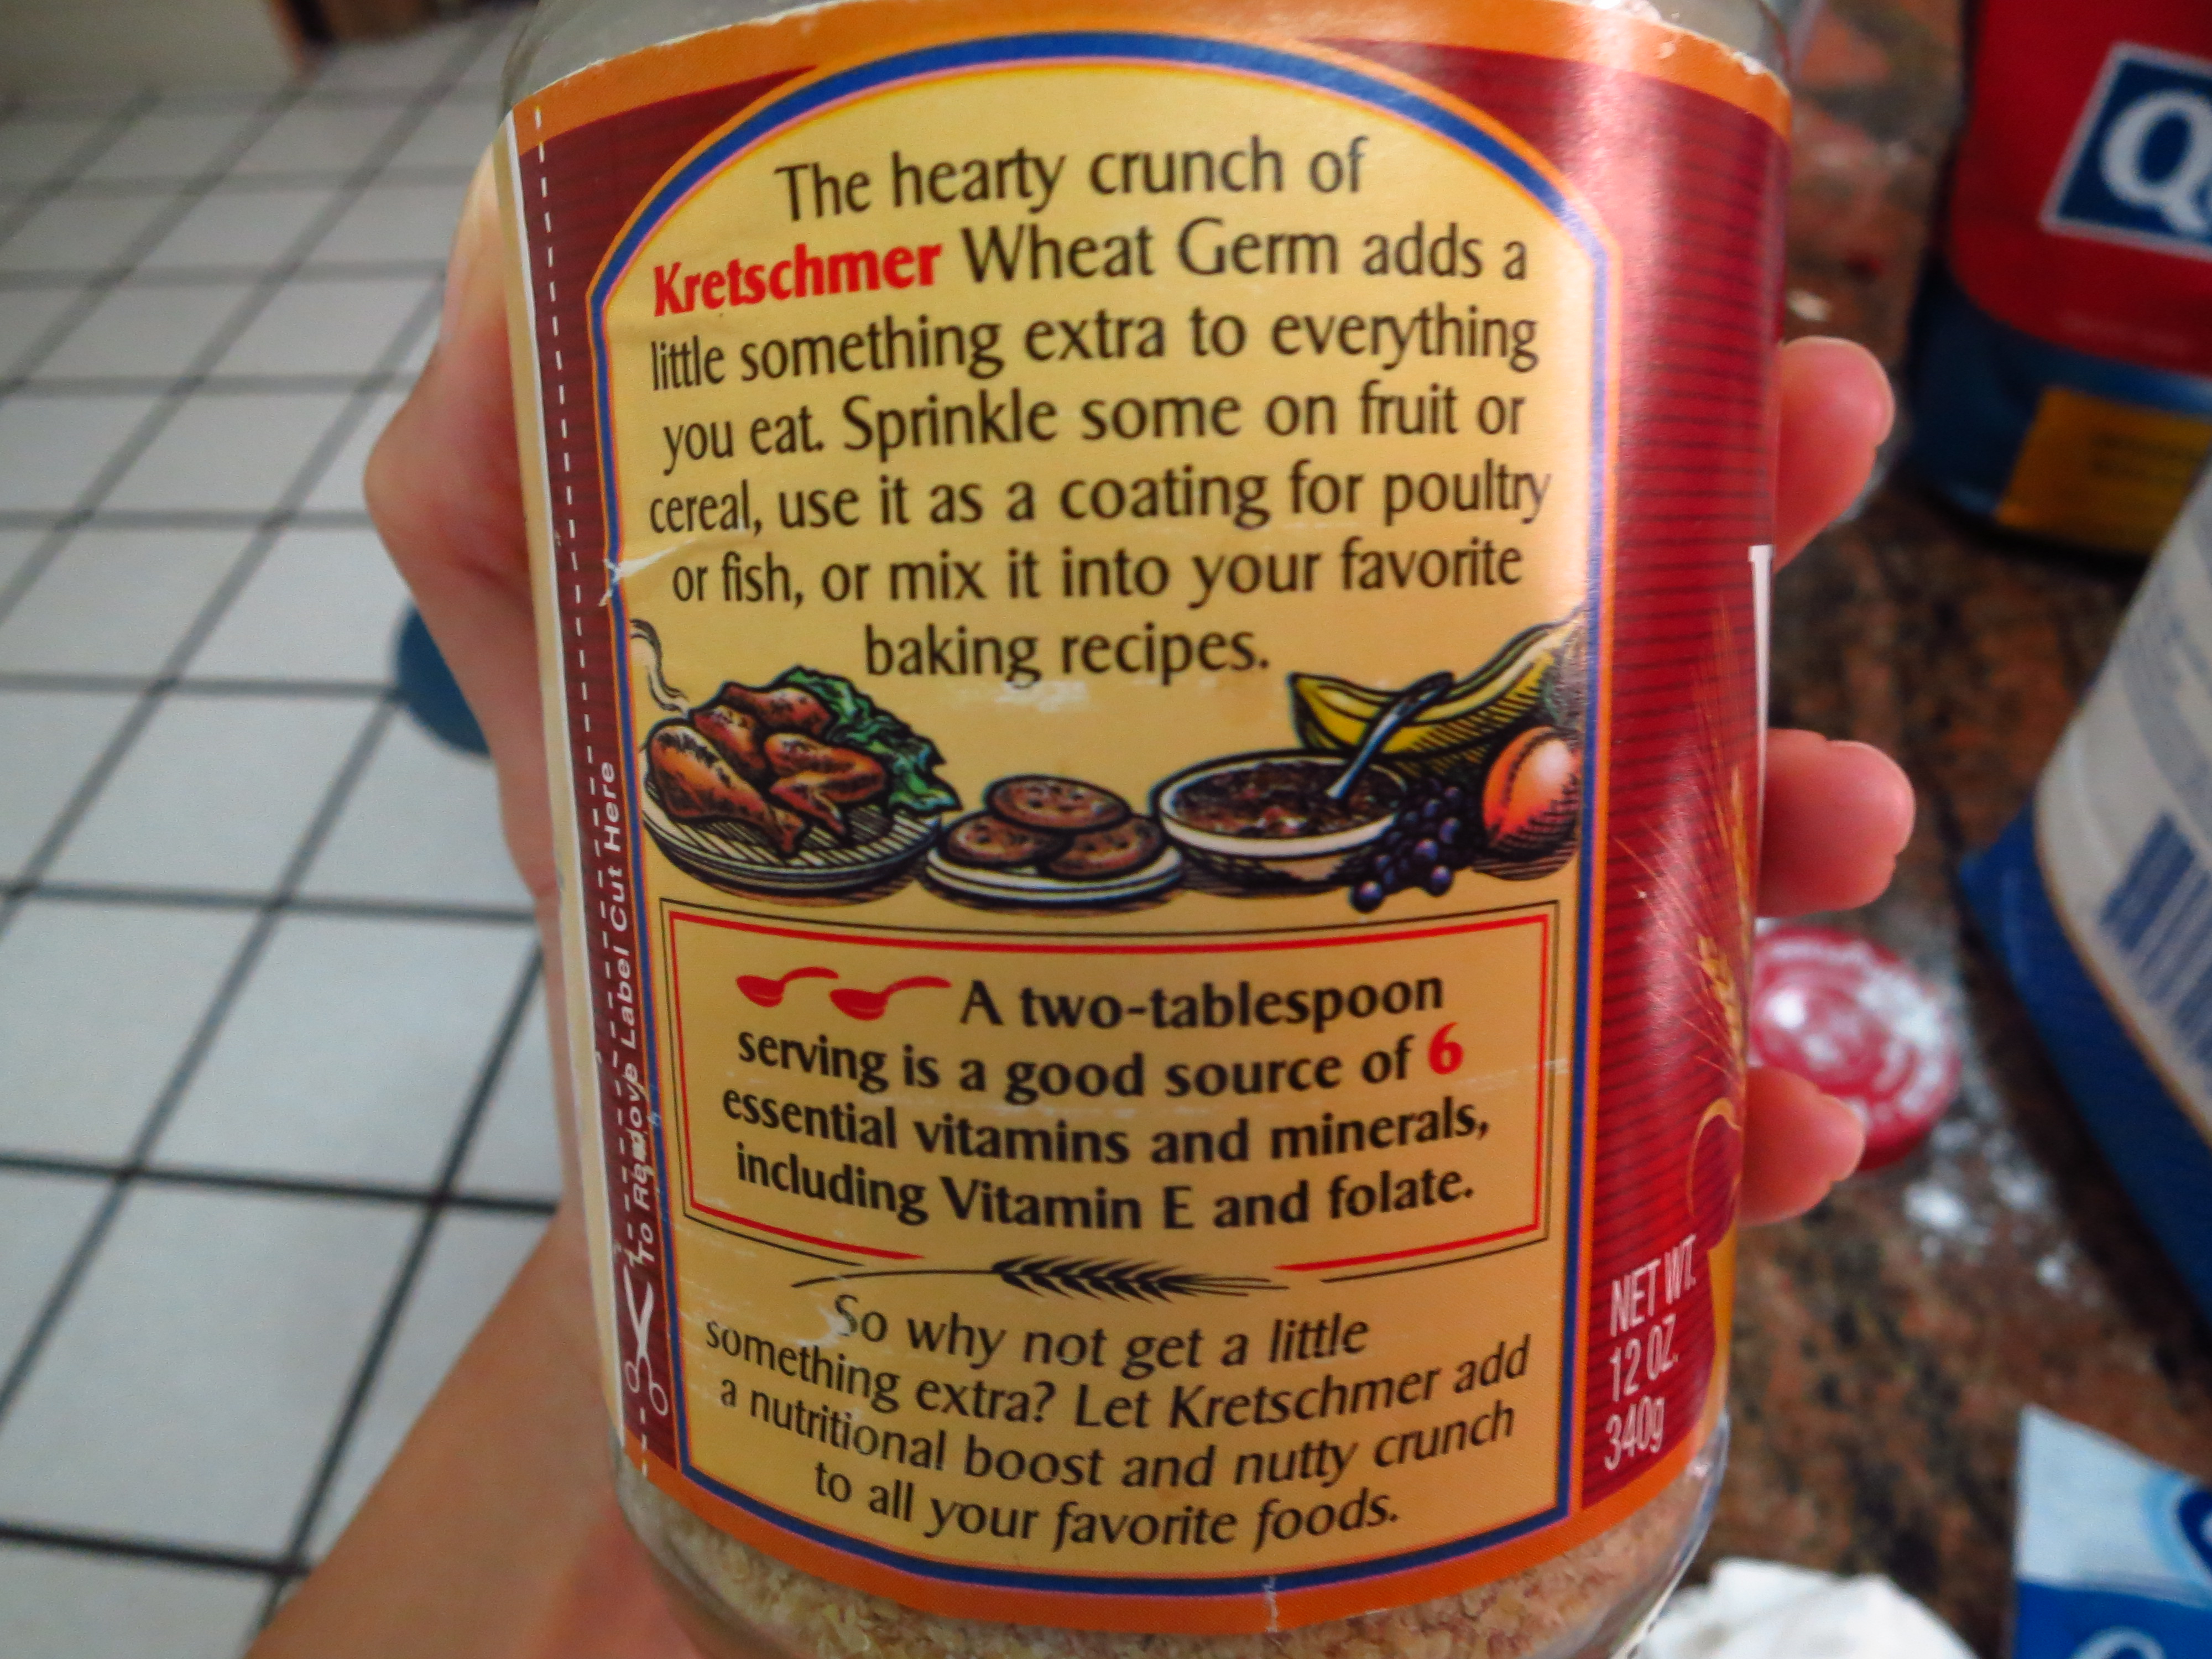 The hearty crunch of
Kretschmer Wheat Germ adds a
little something extra to everything
you eat. Sprinkle some on fruit or
cereal, use it as a coating for poultry
or fish, or mix it into your favorite
baking recipes.
A two-tablespoon
serving is a good source of 6
essential vitamins and minerals,
including Vitamin E and folate.
So why not get a little
something extra? Let Kretschmer add
a nutritional boost and nutty crunch
to all your favorite foods.
To Remove Label Cut Here
NET WT.
12 OZ.
340g